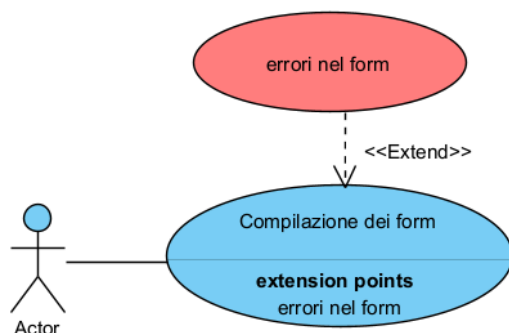 errori nel form
<<Extend>>
Compilazione dei form
extension points
errori nel form
Actor